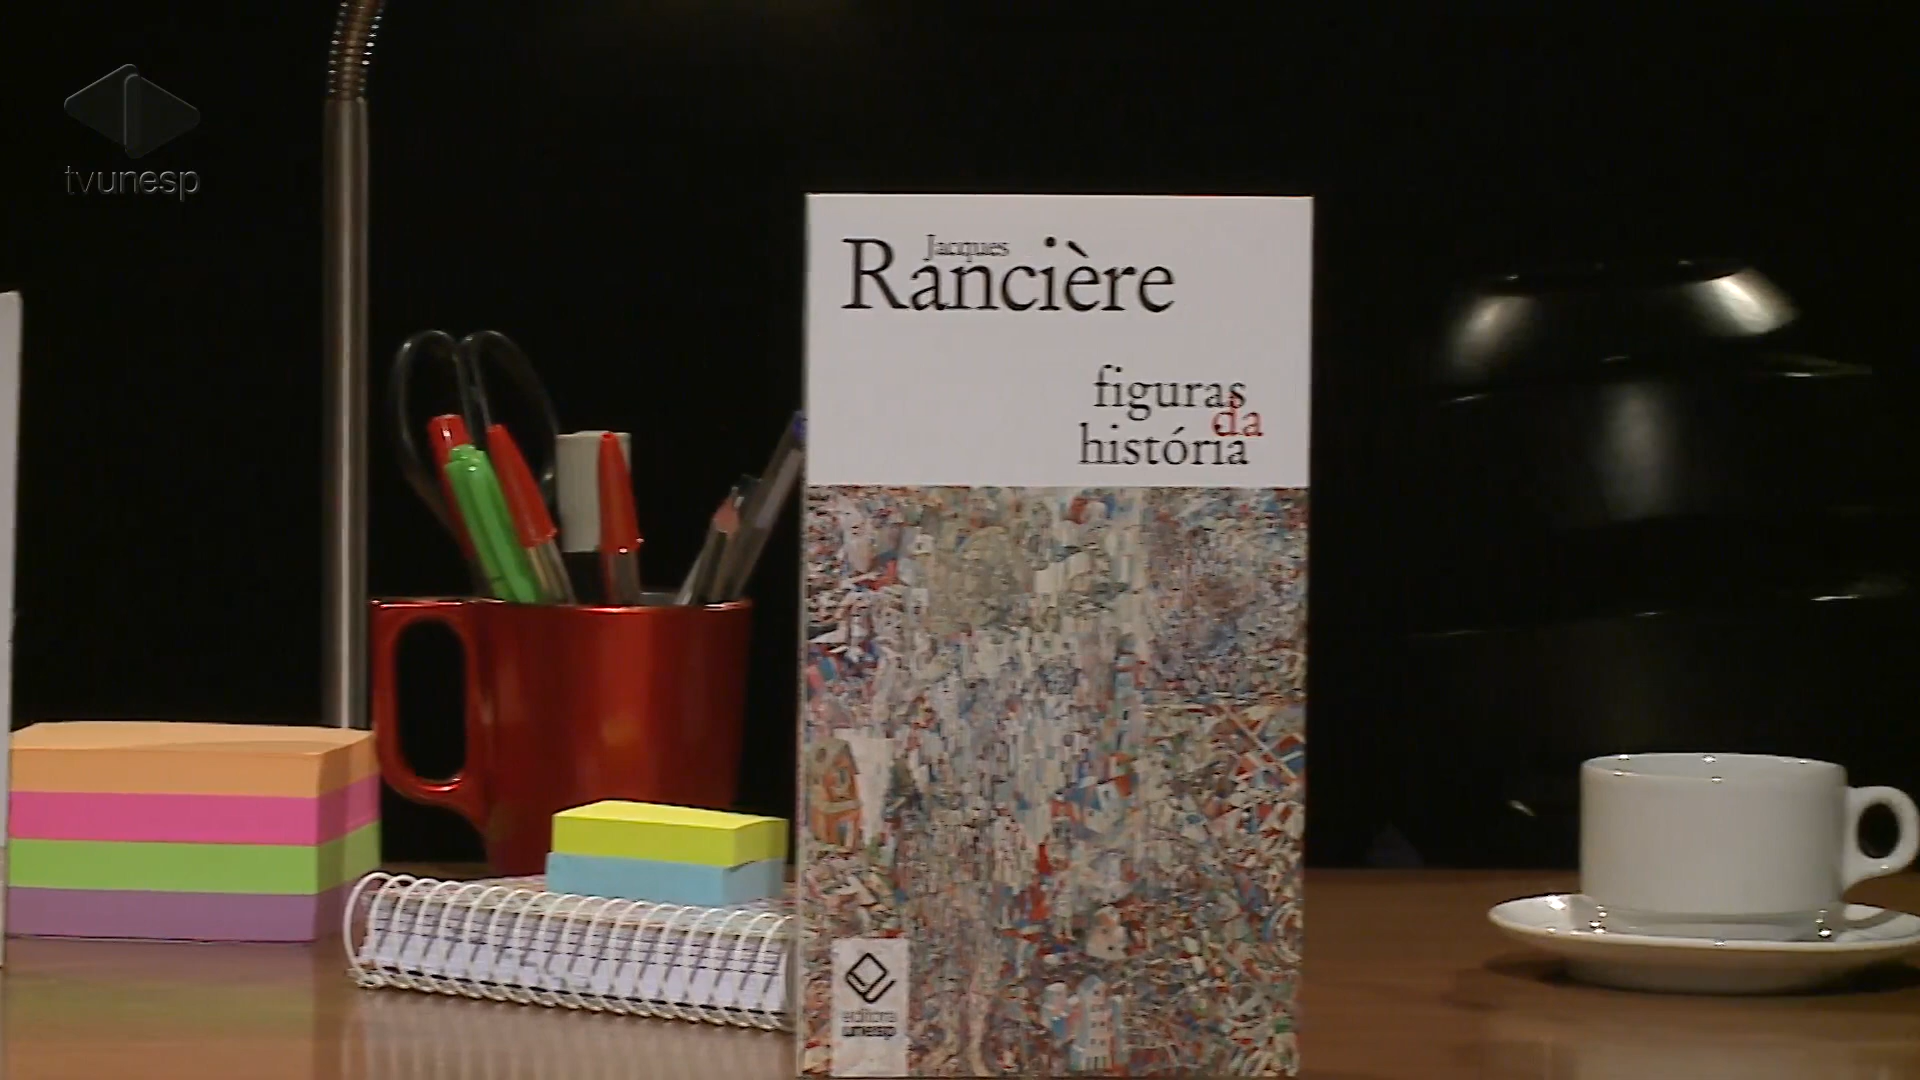 tvunesp
Jacques
Rancière
figuras
da
história
editora
unesp